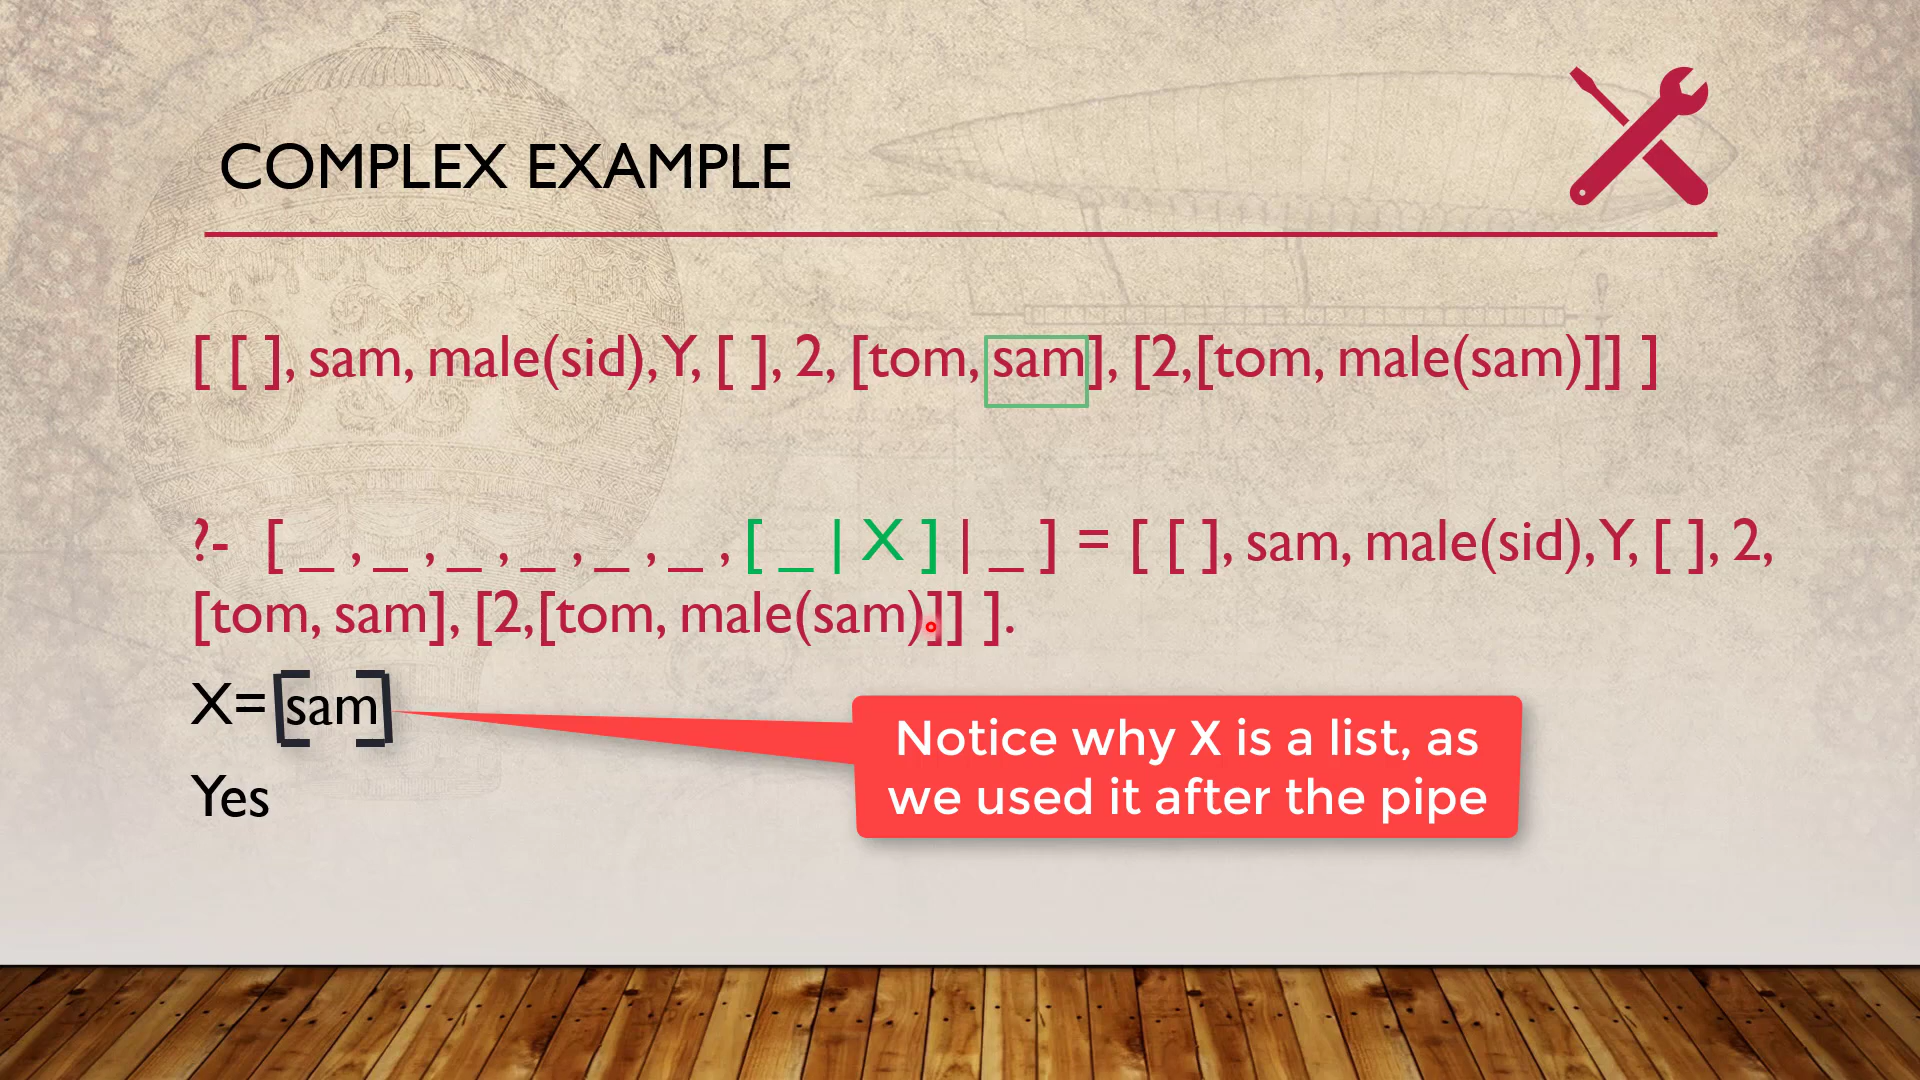 COMPLEX EXAMPLE
[ [ ], sam, male(sid), Y, [ ], 2, [tom, sam], [2,[tom, male(sam)]] ]
?- [ _ , _ , _ , _ , _ , _ , [ _ | X ] | _ ] = [ [ ], sam, male(sid), Y, [ ], 2,
[tom, sam], [2,[tom, male(sam)]] ].
X= [sam]
Notice why X is a list, as
we used it after the pipe
Yes